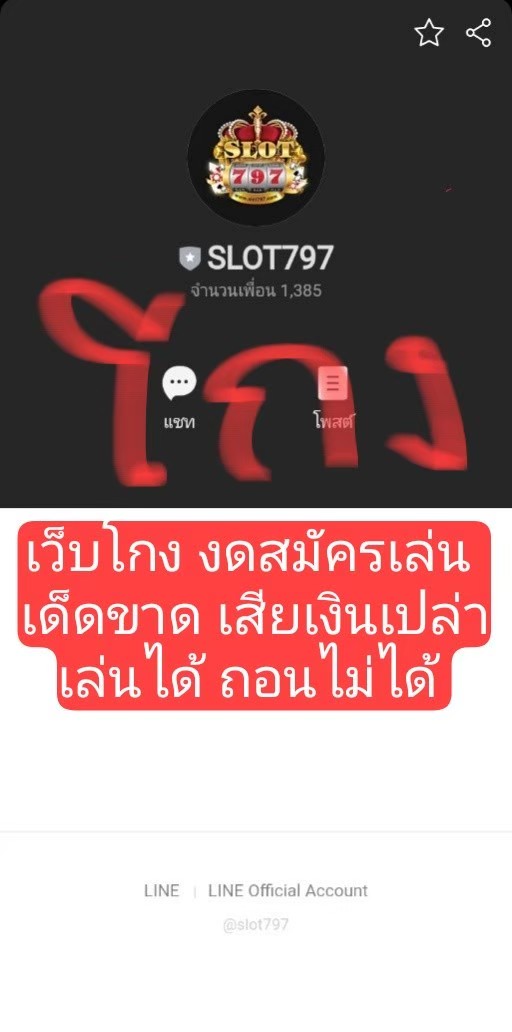 SLOT
797
SLOT797
จำนวนเพื่อน 1,385
โกง
แชท
โพสต์
เว็บโกง งดสมัครเล่น
เด็ดขาด เสียเงินเปล่า
เล่นได้ ถอนไม่ได้
LINE | LINE Official Account
@slot797